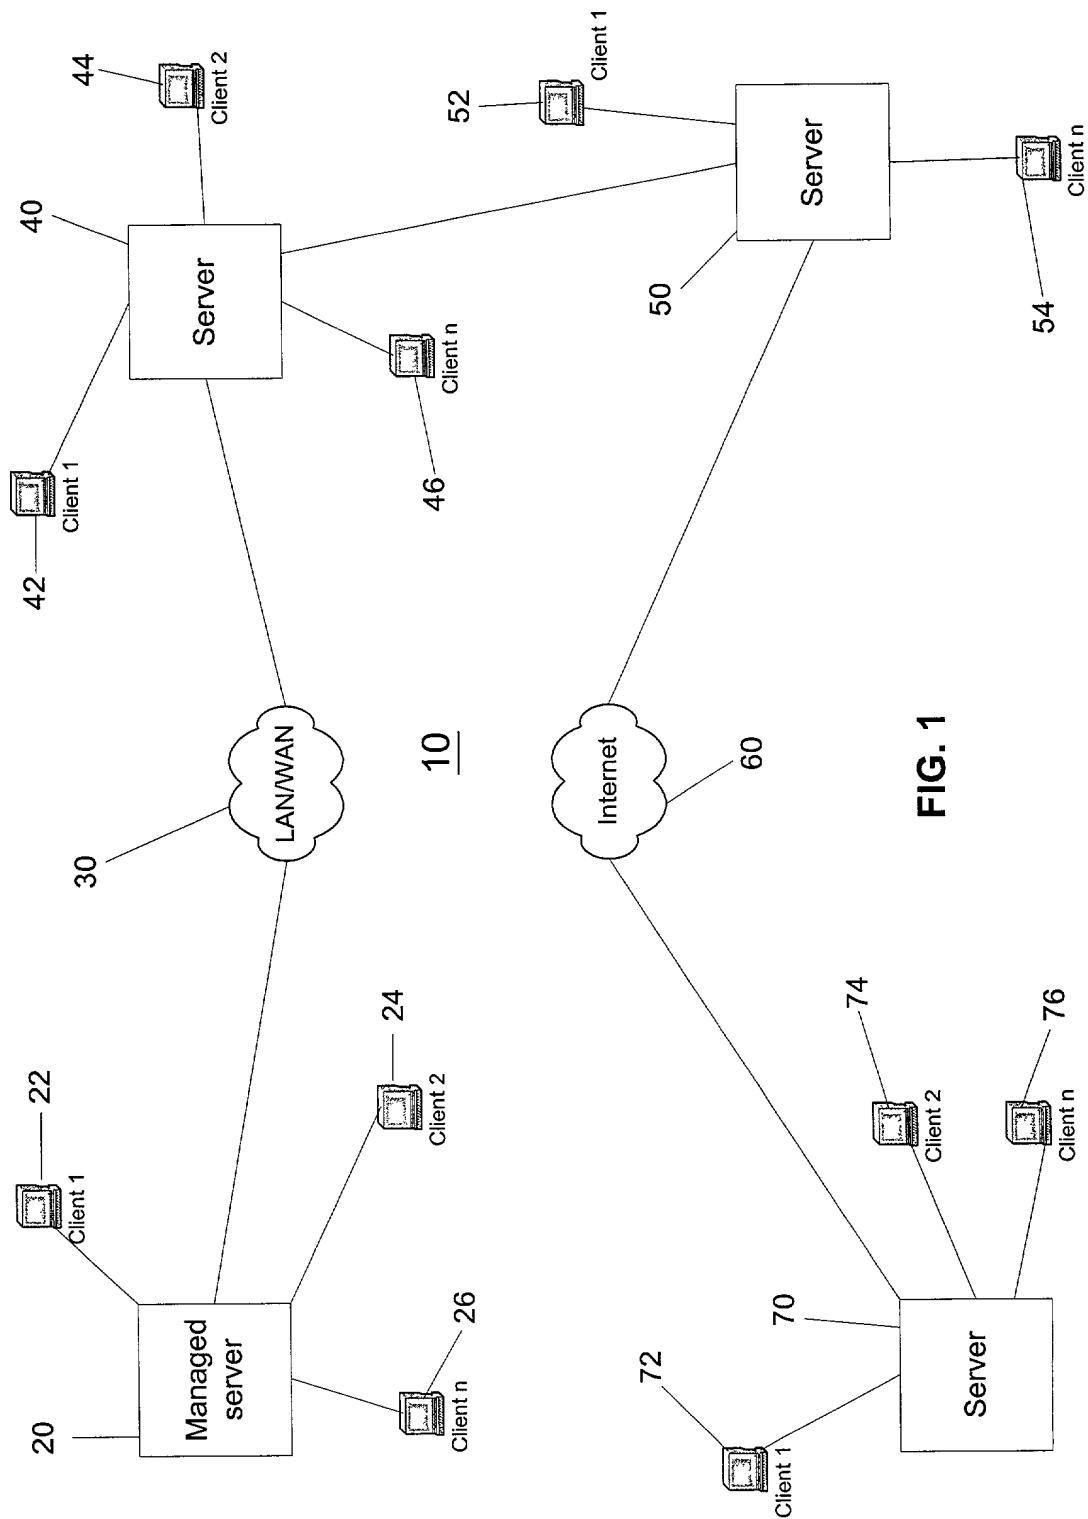 20
Managed
server
22
Client 1
24
Client 2
26
Client n
30
LAN/WAN
10
40
Server
42
Client 1
44
Client 2
46
Client n
50
Server
52
Client 1
54
Client n
60
Internet
70
Server
72
Client 1
74
Client 2
76
Client n
FIG. 1